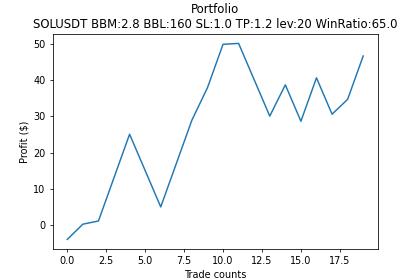 Portfolio
SOLUSDT BBM:2.8 BBL:160 SL:1.0 TP:1.2 lev:20 WinRatio:65.0
50
40
30
20
10
0
Profit ($)
0.0 2.5 5.0 7.5 10.0 12.5 15.0 17.5
Trade counts